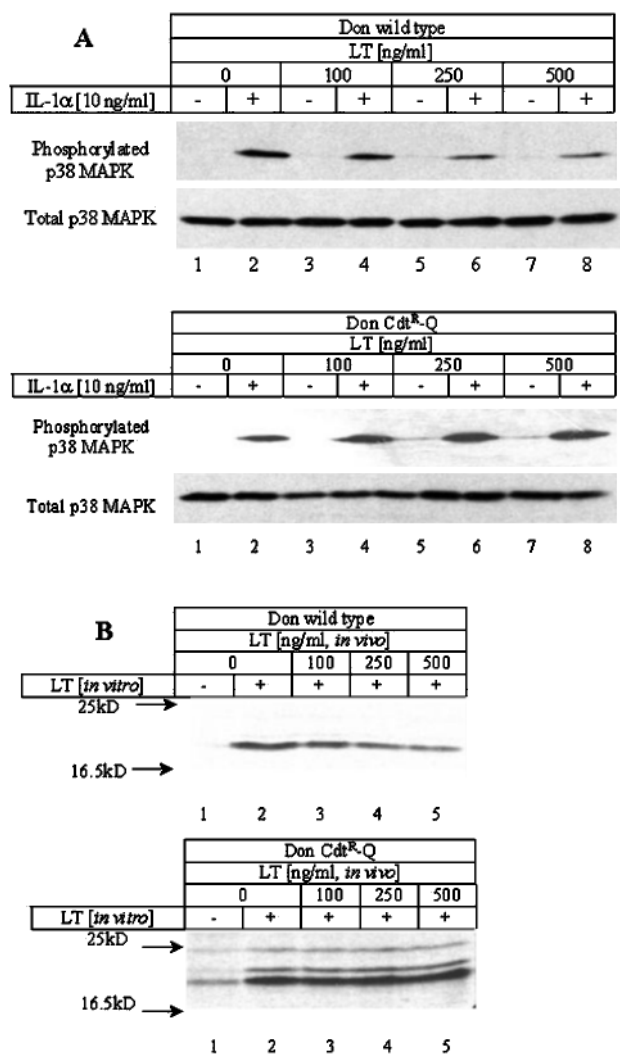 A
Don wild type
LT [ng/ml]
0 100 250 500
IL-1α [10 ng/ml] - + - + - + - +
Phosphorylated
p38 MAPK
Total p38 MAPK
1 2 3 4 5 6 7 8
Don Cdtᴿ-Q
LT [ng/ml]
0 100 250 500
IL-1α [10 ng/ml] - + - + - + - +
Phosphorylated
p38 MAPK
Total p38 MAPK
1 2 3 4 5 6 7 8
B
Don wild type
LT [ng/ml, in vivo]
0 100 250 500
LT [in vitro] - + + + +
25kD
16.5kD
1 2 3 4 5
Don Cdtᴿ-Q
LT [ng/ml, in vivo]
0 100 250 500
LT [in vitro] - + + + +
25kD
16.5kD
1 2 3 4 5